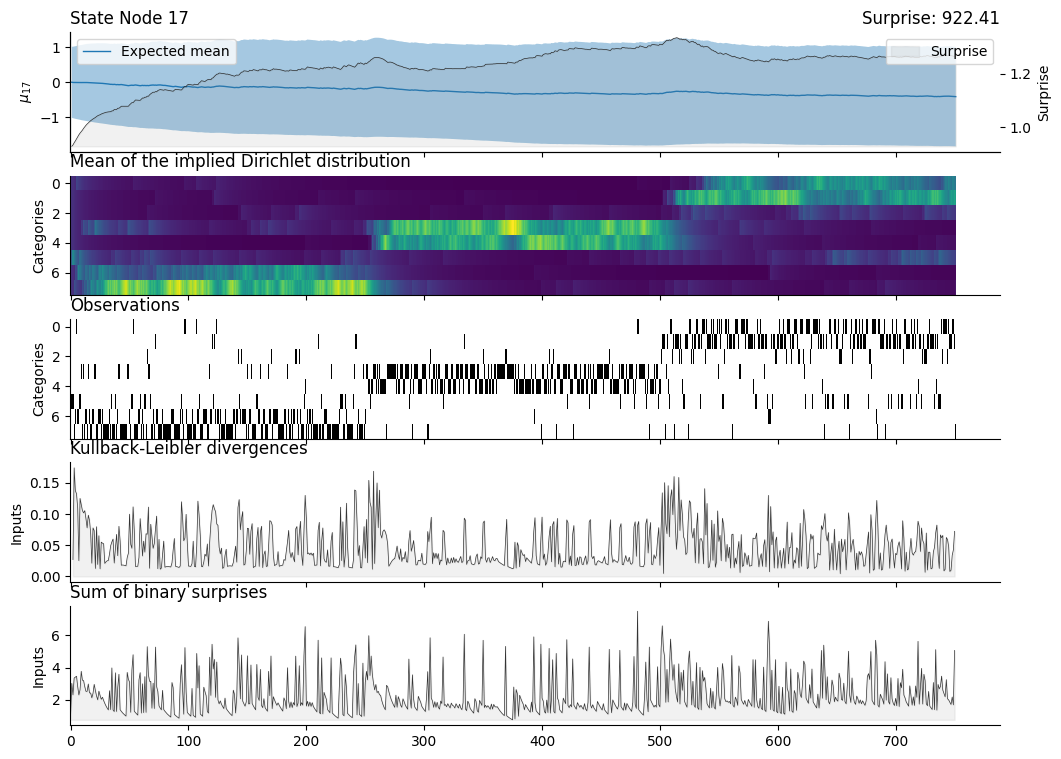 State Node 17 Surprise: 922.41
1 Expected mean Surprise
0 1.2
−1 1.0
μ17
Surprise
Mean of the implied Dirichlet distribution
0
2
4
6
Categories
Observations
0
2
4
6
Categories
Kullback-Leibler divergences
0.15
0.10
0.05
0.00
Inputs
Sum of binary surprises
6
4
2
Inputs
0 100 200 300 400 500 600 700